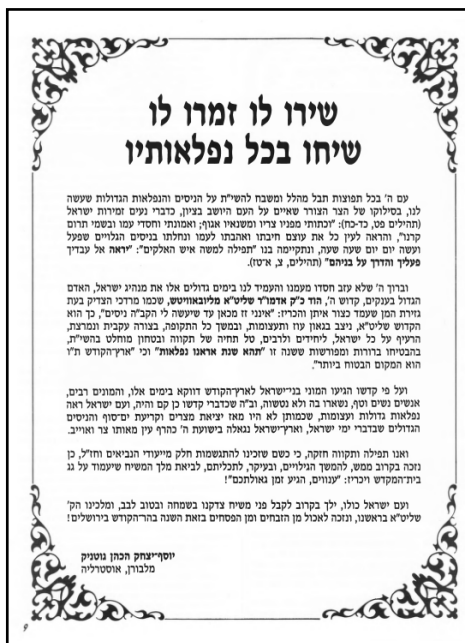 שירו לו זמרו לו
שיחו בכל נפלאותיו
עם ה' בכל תפוצות תבל מהלל ומשבח להשי"ת על הניסים והנפלאות הגדולות שעשה
לנו, בסילוקו של הצר הצורר שאיים על העם היושב בציון, כדברי נעים זמירות ישראל
(תהילים פט, כד-כח): "וכתותי מפניו צריו ומשנאיו אגוף; ואמונתי וחסדי עמו ובשמי תרום
קרנו", והראה לעין כל את עוצם חיבתו ואהבתו לעמו ונחלתו בניסים הגלויים שפעל
ועשה יום יום שעה שעה, ונתקיימה בנו "תפילה למשה איש האלקים": "יראה אל עבדיך
פעליך והדרך על בניהם" (תהילים, צ, א-טז).
וברוך ה' שלא עזב חסדו מעמנו והעמיד לנו בימים גדולים אלו את מנהיג ישראל, האדם
הגדול בענקים, קדוש ה', הוד כ"ק אדמו"ר שליט"א מליובאוויטש, שכמו מרדכי הצדיק בעת
גזירת המן שעמד כצור איתן והכריז: "אינני זז מכאן עד שיעשה לי הקב"ה ניסים", כך הוא
הקדוש שליט"א, ניצב בגאון עוז ותעצומות, ובמשך כל התקופה, בצורה עקבית ונמרצת,
הרעיף על כל ישראל, ליחידים ולרבים, טל תחיה של תקוה ובטחון מוחלט בהשי"ת,
בהבטיחו ברורות ומפורשות ששנה זו "תהא שנת אראנו נפלאות" וכי "ארץ-הקודש ת"ו
הוא המקום הבטוח ביותר".
ועל פי קדשו הגיעו המוני בני-ישראל לארץ-הקודש דווקא בימים אלו, והמונים רבים,
אנשים נשים וטף, נשארו בה ולא נטשוה, וב"ה שכדברי קדשו כן קם והיה, ועם ישראל ראה
נפלאות גדולות ועצומות, שכמותן לא היו מאז יציאת מצרים וקריעת ים-סוף והניסים
הגדולים שבדברי ימי ישראל, וארץ-ישראל נגאלה בישועת ה' כהרף עין מאותו צר ואוייב.
ואנו תפילה ותקווה חזקה, כי כשם שזכינו להתגשמות חלק מייעודי הנביאים וחז"ל, כן
נזכה בקרוב ממש, להמשך הגילויים, ובעיקר, לתכליתם, לביאת מלך המשיח שיעמוד על גג
בית-המקדש ויכריז: "ענווים, הגיע זמן גאולתכם"!
ועם ישראל כולו, ילך בקרוב לקבל פני משיח צדקנו בשמחה ובטוב לבב, ומלכינו הק'
שליט"א בראשנו, ונזכה לאכול מן הזבחים ומן הפסחים בזאת השנה בהר-הקודש בירושלים!
יוסף-יצחק הכהן גוטניק
מלבורן, אוסטרליה
9